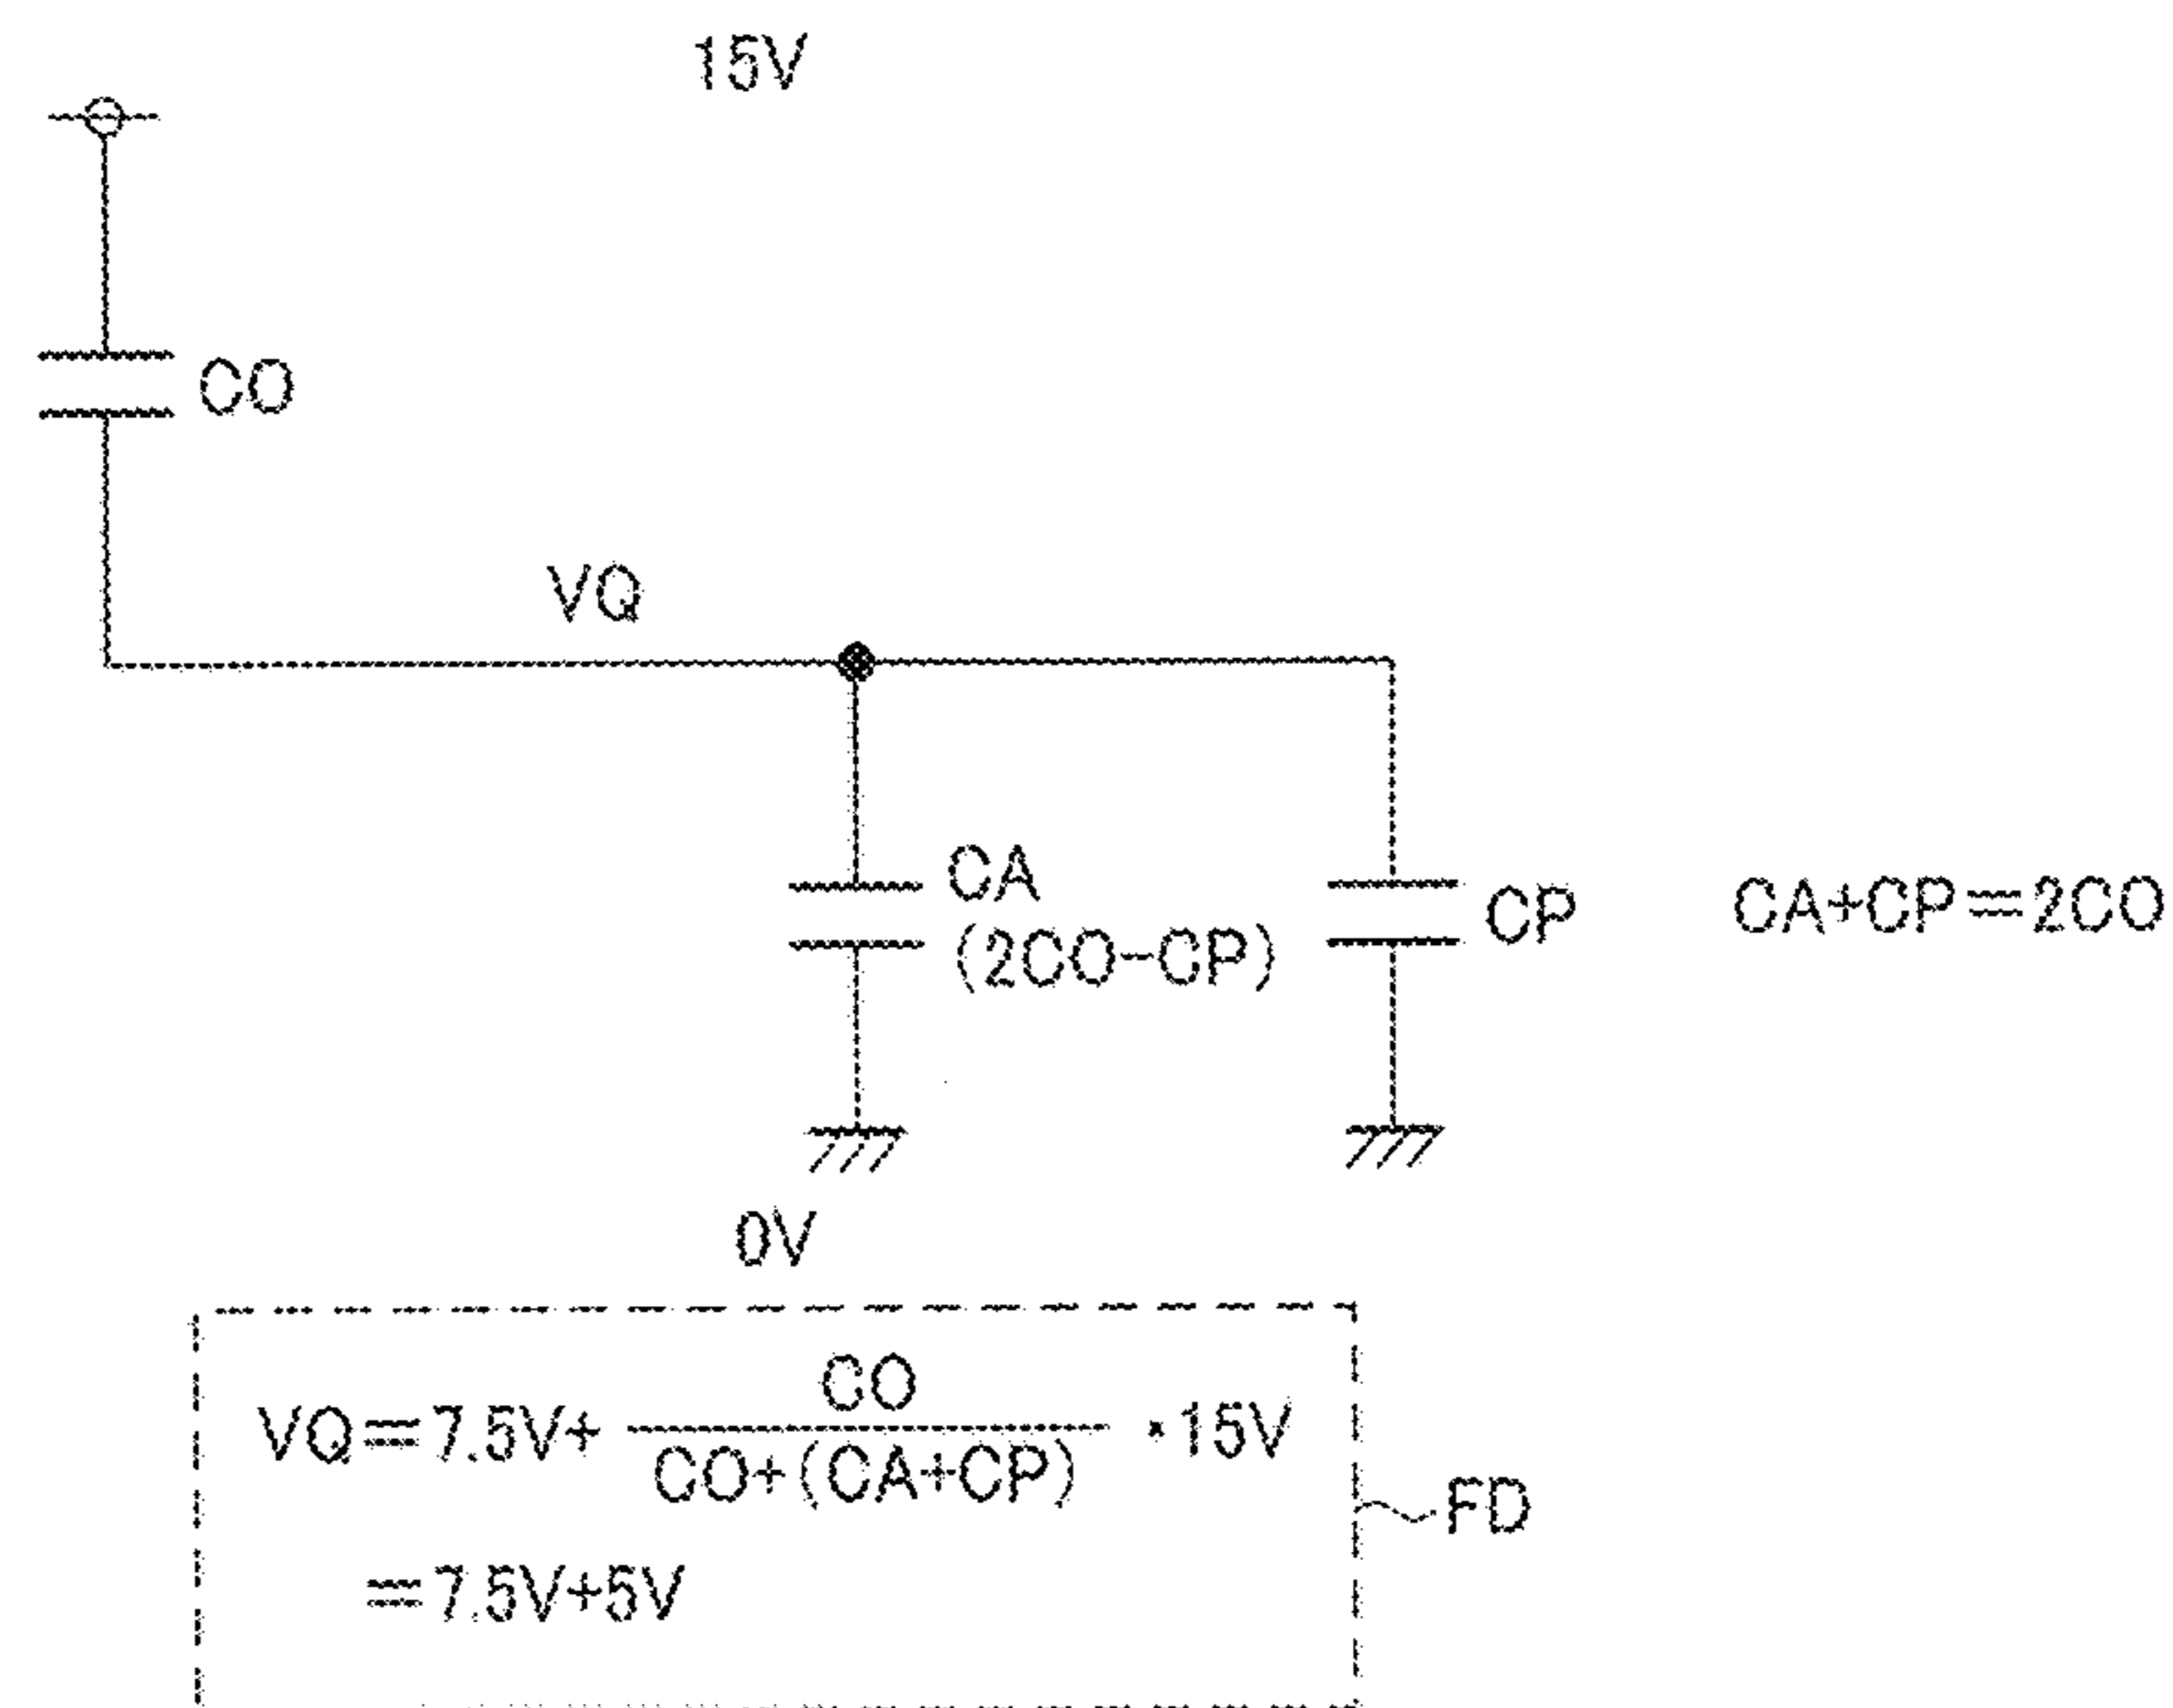 15V
CO
VQ
CA
(2CO-CP)
CP
CA+CP=2CO
0V
CO
VQ=7.5V+ ─── •15V
CO+(CA+CP)
FD
=7.5V+5V